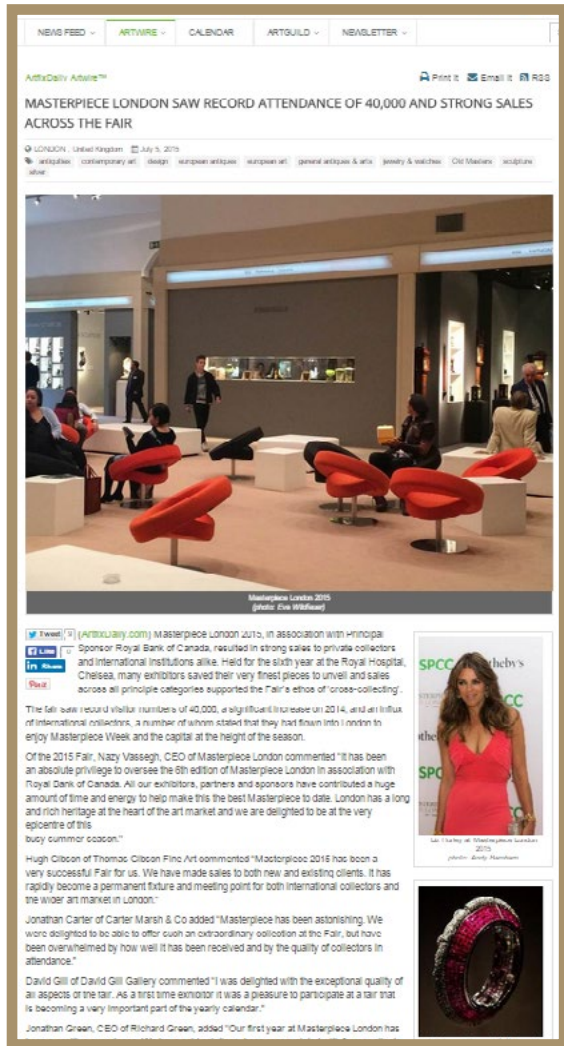 NEWS FEED
ARTWIRE
CALENDAR
ARTGUILD
NEWSLETTER
ArtfixDaily Artwire™
Print it
Email it
RSS
MASTERPIECE LONDON SAW RECORD ATTENDANCE OF 40,000 AND STRONG SALES
ACROSS THE FAIR
LONDON, United Kingdom
July 5, 2015
antiquities contemporary art design european antiques european art general antiques & arts jewelry & watches Old Masters sculpture
silver
Masterpiece London 2015
(photo: Eve Wildfleuer)
Tweet
Like
Share
Pin it
(ArtfixDaily.com) Masterpiece London 2015, in association with Principal
Sponsor Royal Bank of Canada, resulted in strong sales to private collectors
and international institutions alike. Held for the sixth year at the Royal Hospital,
Chelsea, many exhibitors saved their very finest pieces to unveil and sales
across all principle categories supported the Fair's ethos of 'cross-collecting'.
The fair saw record visitor numbers of 40,000, a significant increase on 2014, and an influx
of international collectors, a number of whom stated that they had flown into London to
enjoy Masterpiece Week and the capital at the height of the season.
Of the 2015 Fair, Nazy Vassegh, CEO of Masterpiece London commented "It has been
an absolute privilege to oversee the 6th edition of Masterpiece London in association with
Royal Bank of Canada. All our exhibitors, partners and sponsors have contributed a huge
amount of time and energy to help make this the best Masterpiece to date. London has a long
and rich heritage at the heart of the art market and we are delighted to be at the very
epicentre of this
busy summer season."
Hugh Gibson of Thomas Gibson Fine Art commented "Masterpiece 2015 has been a
very successful Fair for us. We have made sales to both new and existing clients. It has
rapidly become a permanent fixture and meeting point for both international collectors and
the wider art market in London."
Jonathan Carter of Carter Marsh & Co added "Masterpiece has been astonishing. We
were delighted to be able to offer such an extraordinary collection at the Fair, but have
been overwhelmed by how well it has been received and by the quality of collectors in
attendance."
David Gill of David Gill Gallery commented "I was delighted with the exceptional quality of
all aspects of the fair. As a first time exhibitor it was a pleasure to participate at a fair that
is becoming a very important part of the yearly calendar."
Jonathan Green, CEO of Richard Green, added "Our first year at Masterpiece London has
SPCC
theby's
Liz Hurley at Masterpiece London
2015